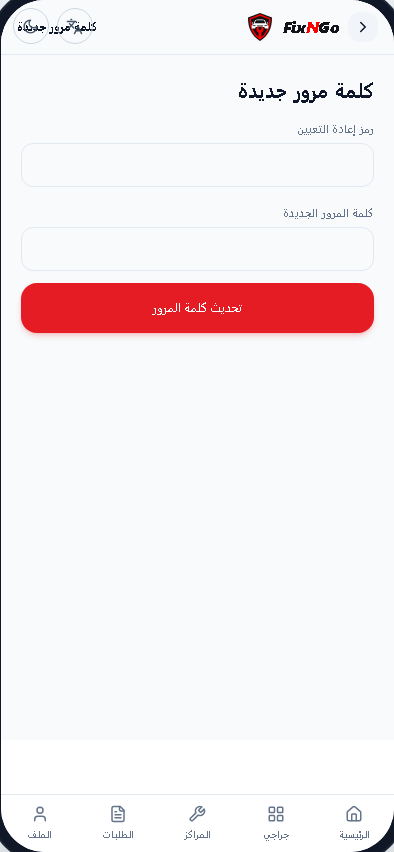 FixNGo
كلمة مرور جديدة
كلمة مرور جديدة
رمز إعادة التعيين
كلمة المرور الجديدة
تحديث كلمة المرور
الرئيسية
جراجي
المراكز
الطلبات
الملف